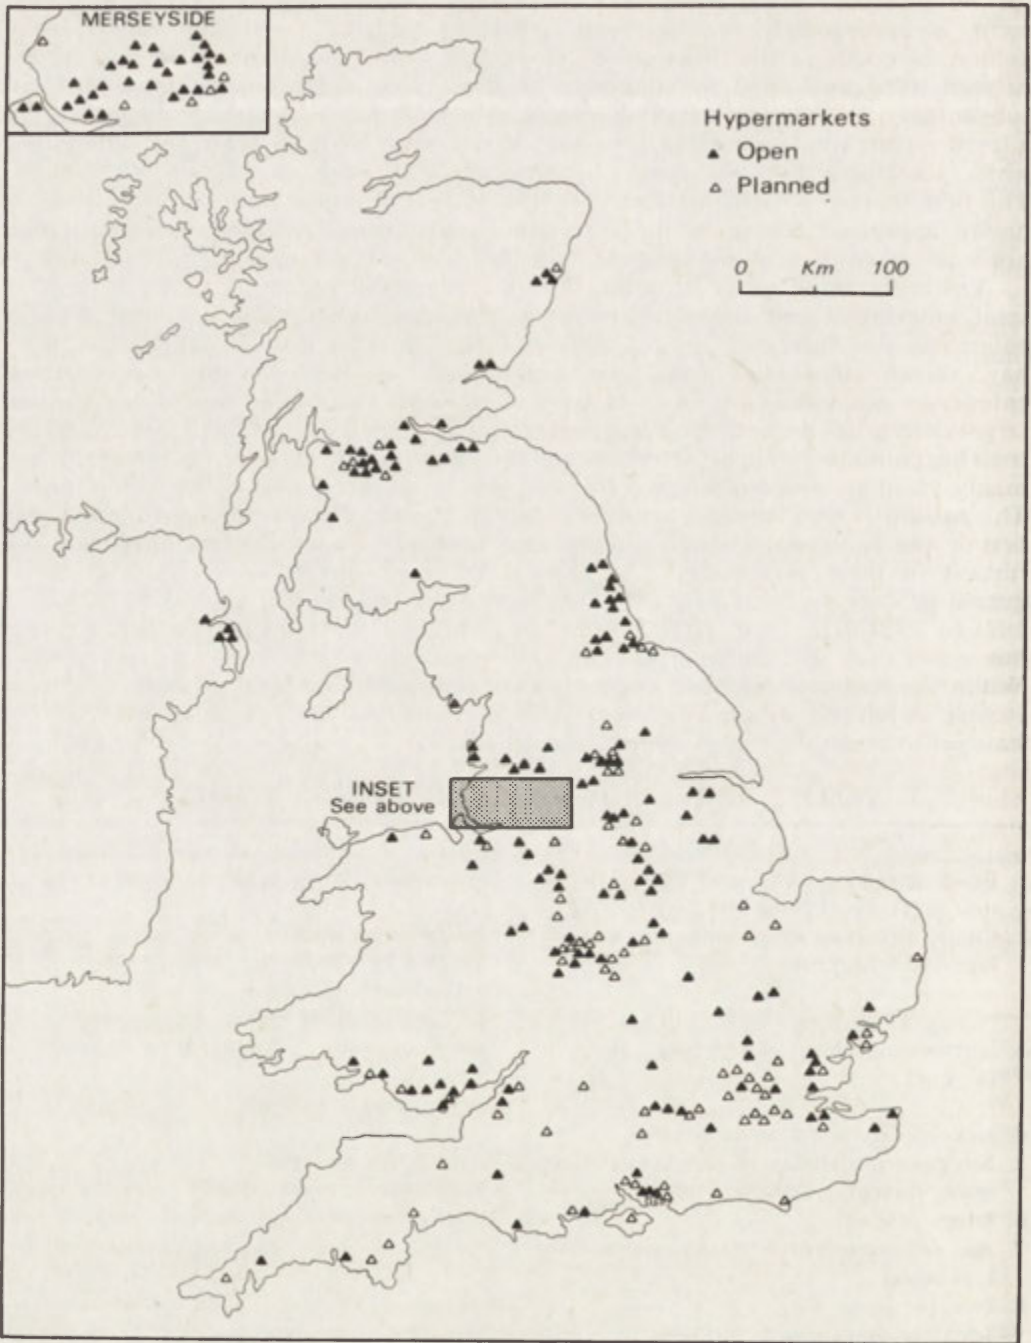 MERSEYSIDE
Hypermarkets
▲ Open
△ Planned
0 Km 100
INSET
See above